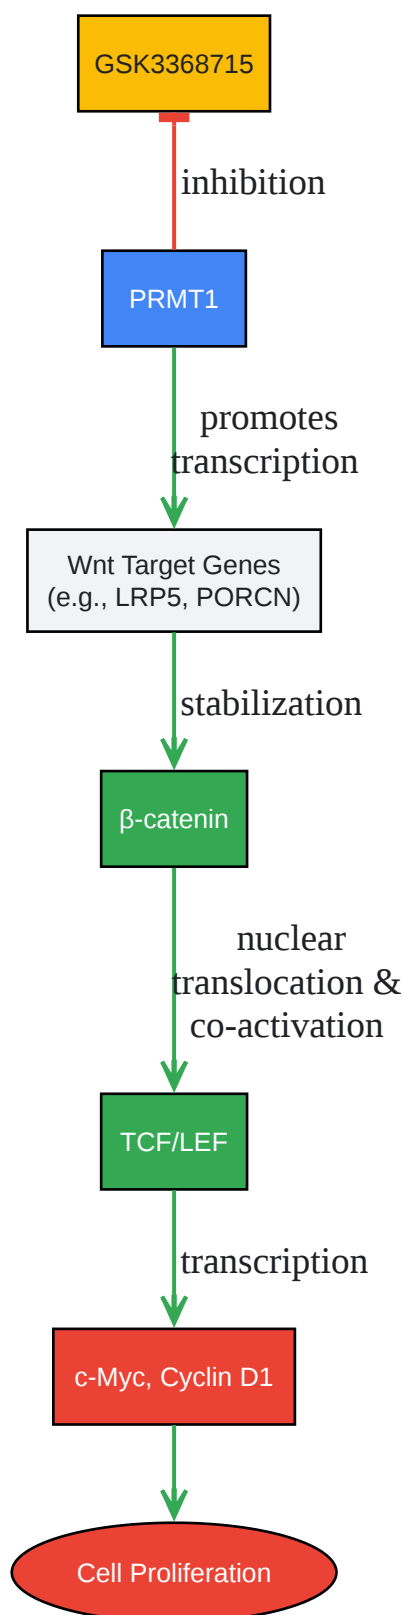 GSK3368715
inhibition
PRMT1
promotes
transcription
Wnt Target Genes
(e.g., LRP5, PORCN)
stabilization
β-catenin
nuclear
translocation &
co-activation
TCF/LEF
transcription
c-Myc, Cyclin D1
Cell Proliferation